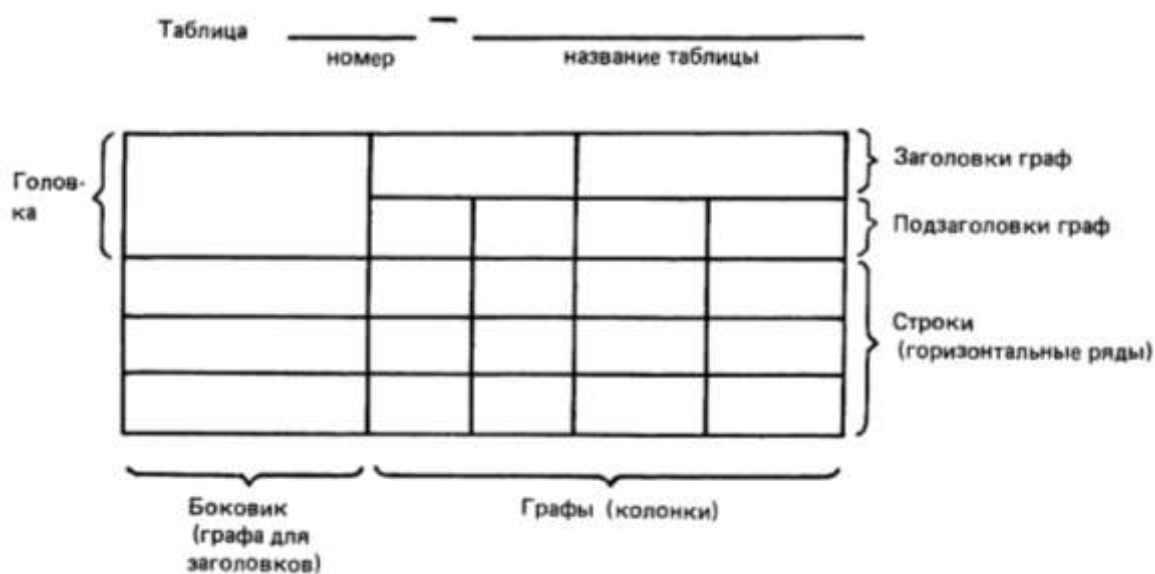 Таблица –
номер название таблицы
Голов-
ка
Заголовки граф
Подзаголовки граф
Строки
(горизонтальные ряды)
Боковик
(графа для
заголовков)
Графы (колонки)